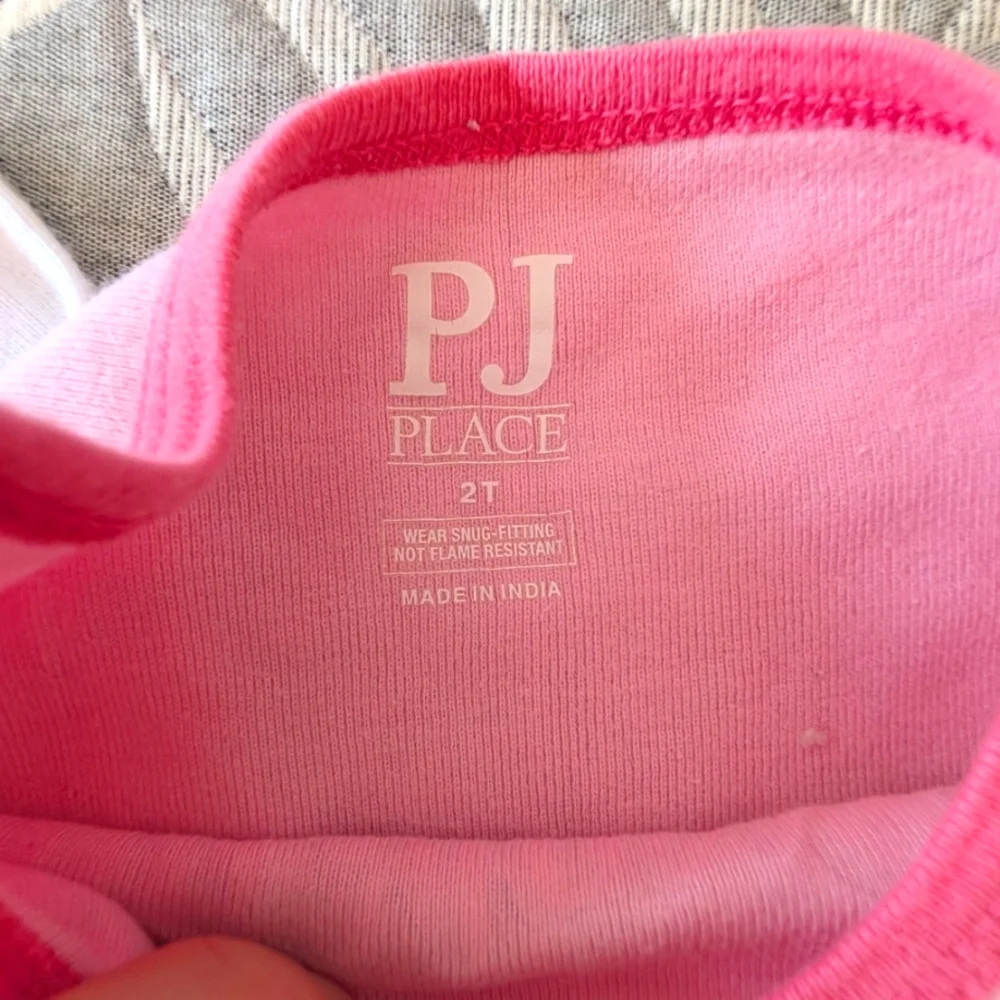 PJ
PLACE
2T
WEAR SNUG-FITTING
NOT FLAME RESISTANT
MADE IN INDIA